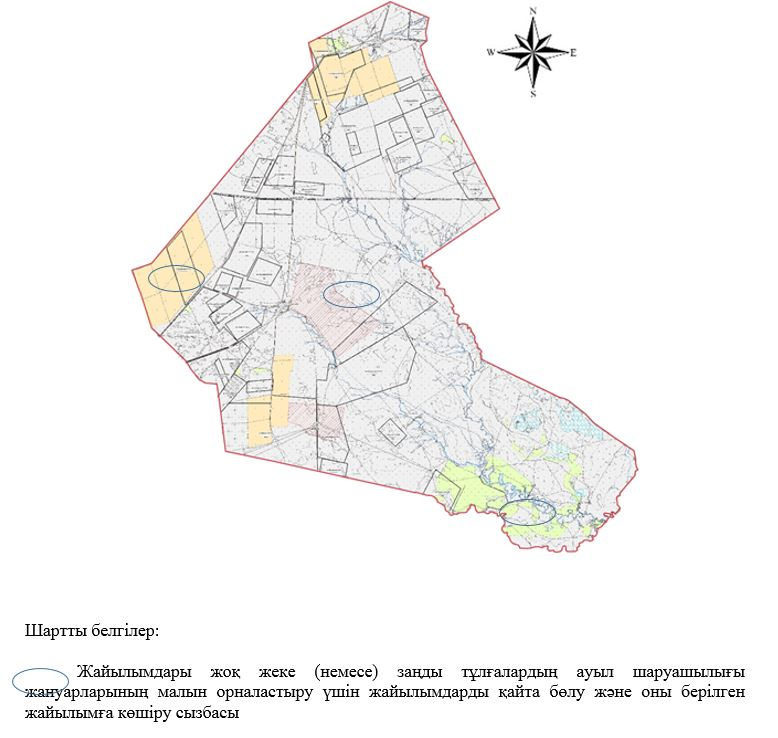 N
W E
S
Шартты белгілер:
Жайылымдары жоқ жеке (немесе) заңды тұлғалардың ауыл шаруашылығы
жануарларының малын орналастыру үшін жайылымдарды қайта бөлу және оны берілген
жайылымға көшіру сызбасы